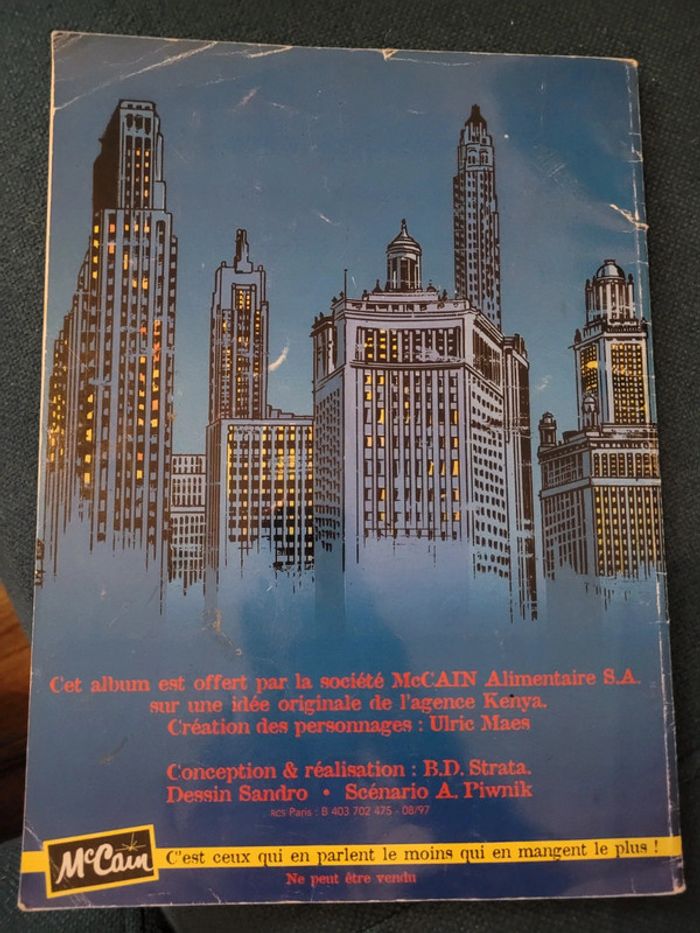 Cet album est offert par la société McCAIN Alimentaire S.A.
sur une idée originale de l'agence Kenya.
Création des personnages : Ulric Maes
Conception & réalisation : B.D. Strata.
Dessin Sandro • Scénario A. Piwnik
RCS Paris : B 403 702 475 - 08/97
McCain
C'est ceux qui en parlent le moins qui en mangent le plus !
Ne peut être vendu